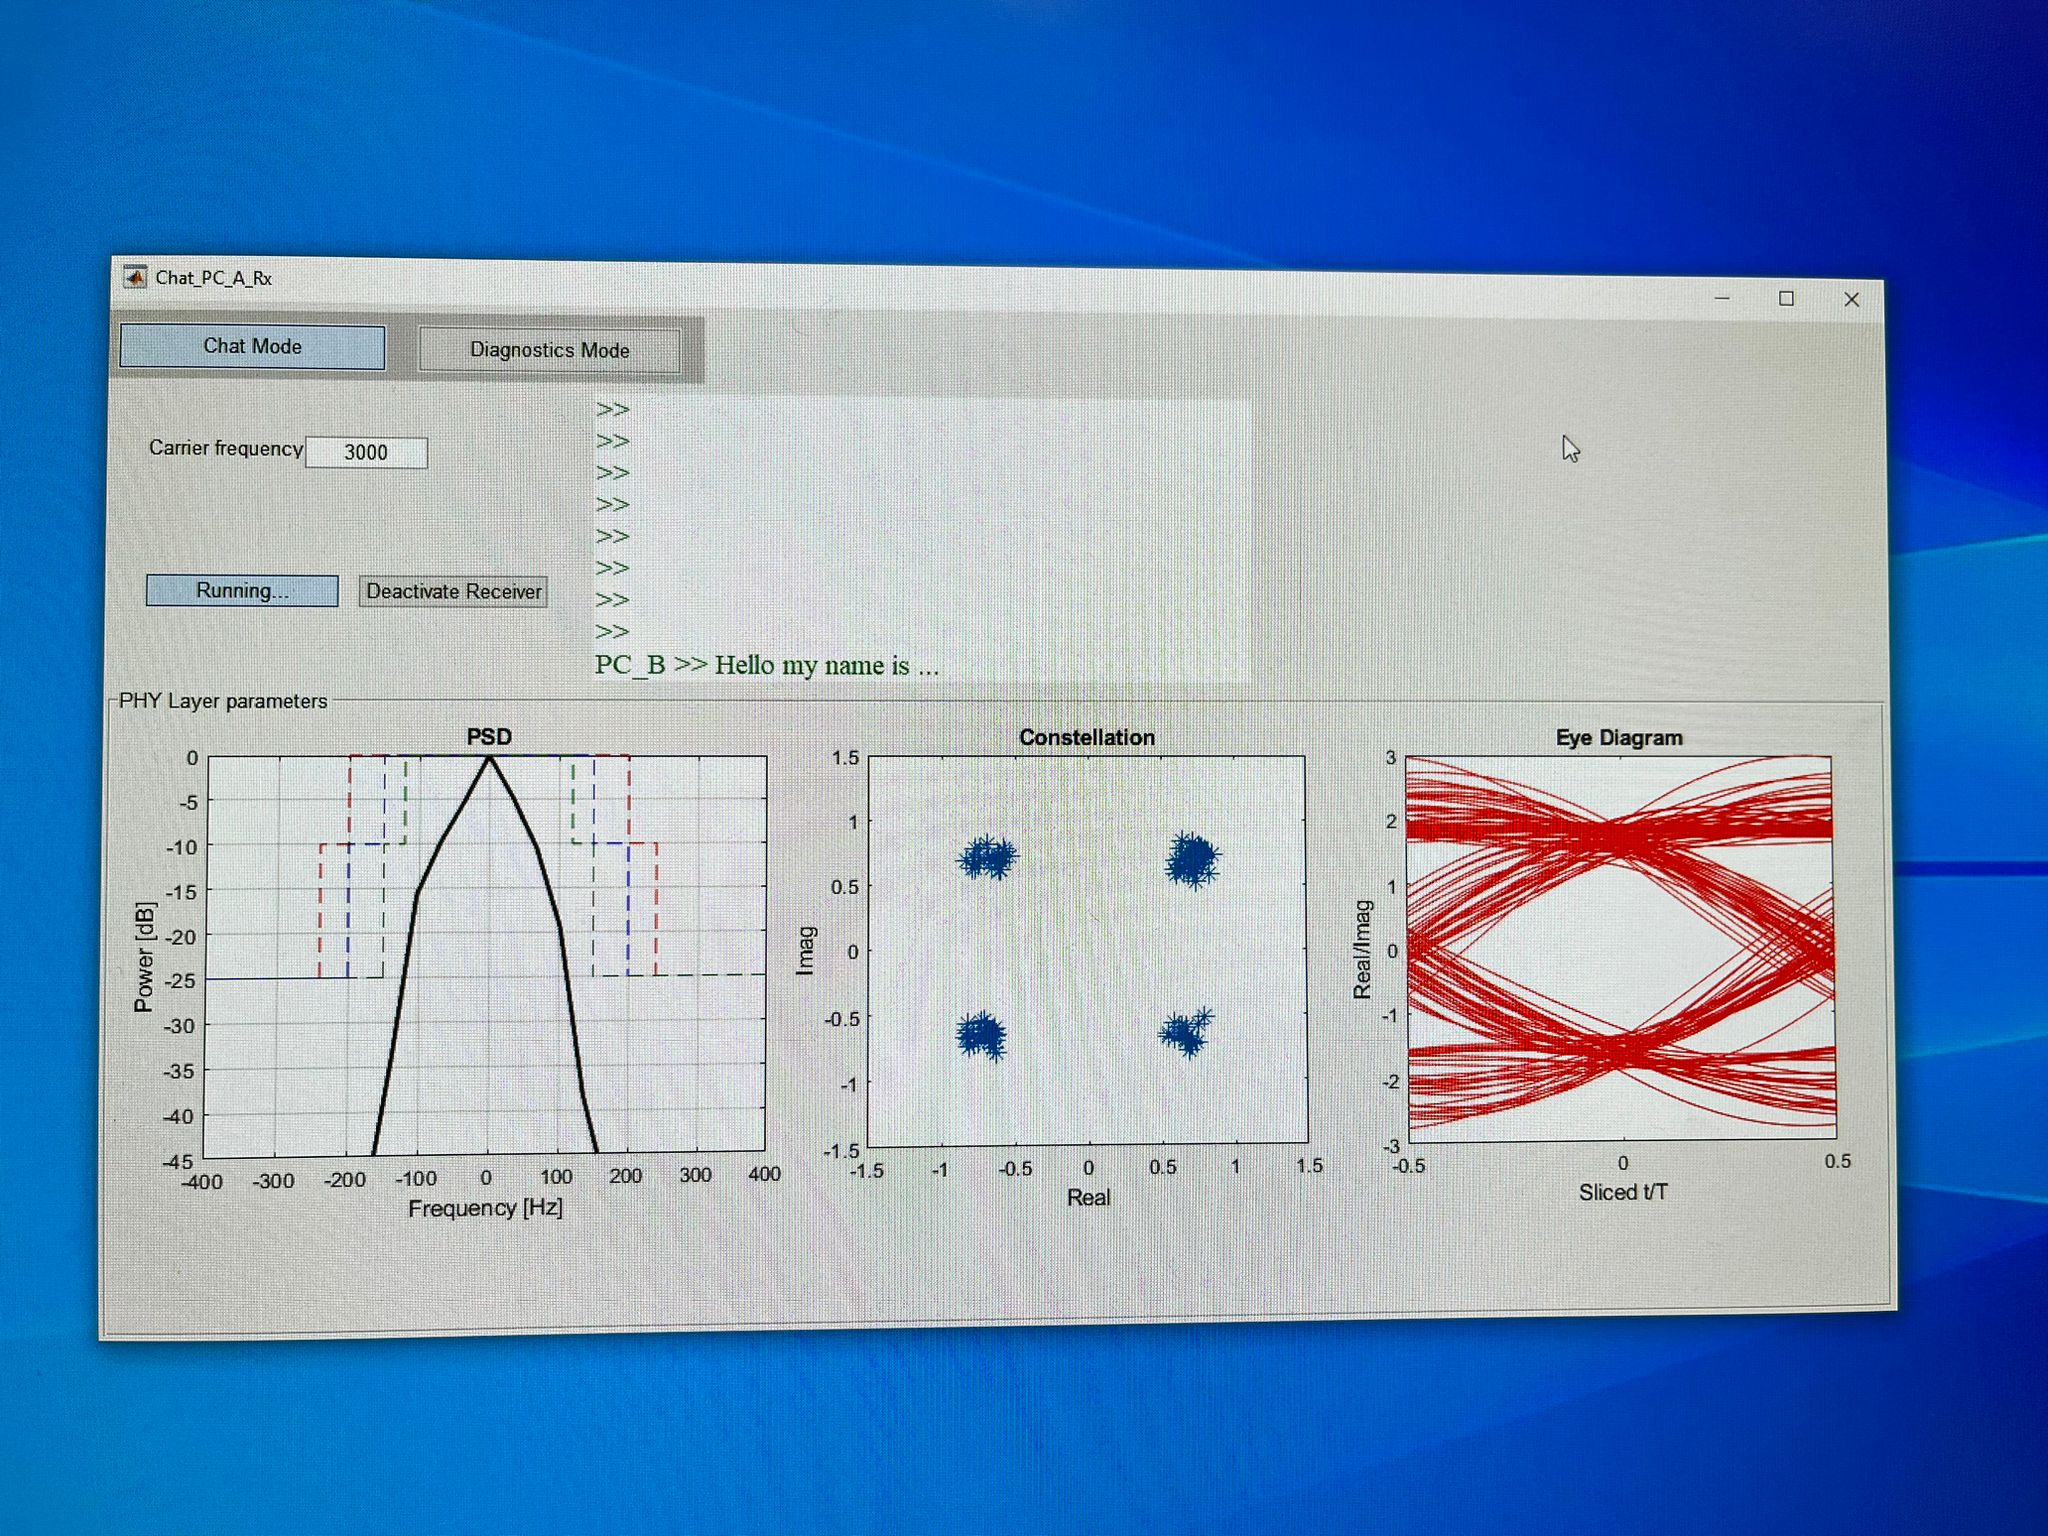 Chat_PC_A_Rx
Chat Mode
Diagnostics Mode
Carrier frequency 3000
>>
>>
>>
>>
>>
>>
>>
>>
PC_B >> Hello my name is ...
Running...
Deactivate Receiver
PHY Layer parameters
PSD
0
-5
-10
-15
-20
-25
-30
-35
-40
-45
-400 -300 -200 -100 0 100 200 300 400
Power [dB]
Frequency [Hz]
Constellation
1.5
1
0.5
0
-0.5
-1
-1.5
-1.5 -1 -0.5 0 0.5 1 1.5
Imag
Real
Eye Diagram
3
2
1
0
-1
-2
-3
-0.5 0 0.5
Real/Imag
Sliced t/T